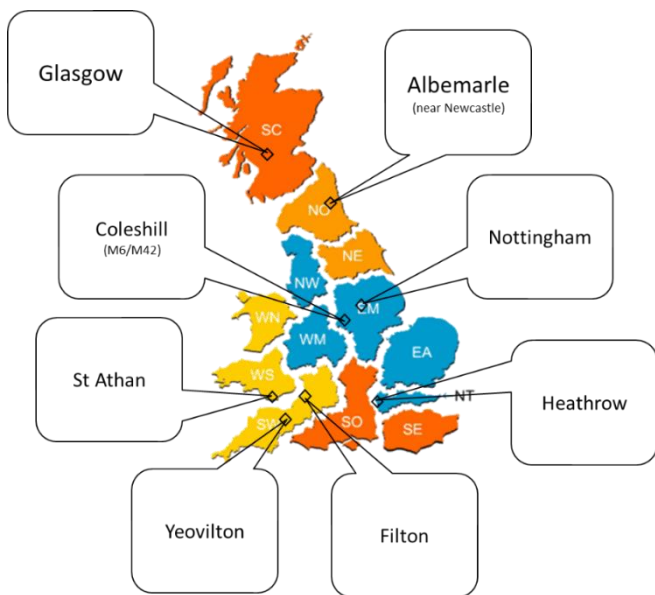 Glasgow
Albemarle
(near Newcastle)
SC
NO
Coleshill
(M6/M42)
Nottingham
NE
NW
EM
WN
WM
EA
St Athan
WS
NT
Heathrow
SW
SO
SE
Yeovilton
Filton